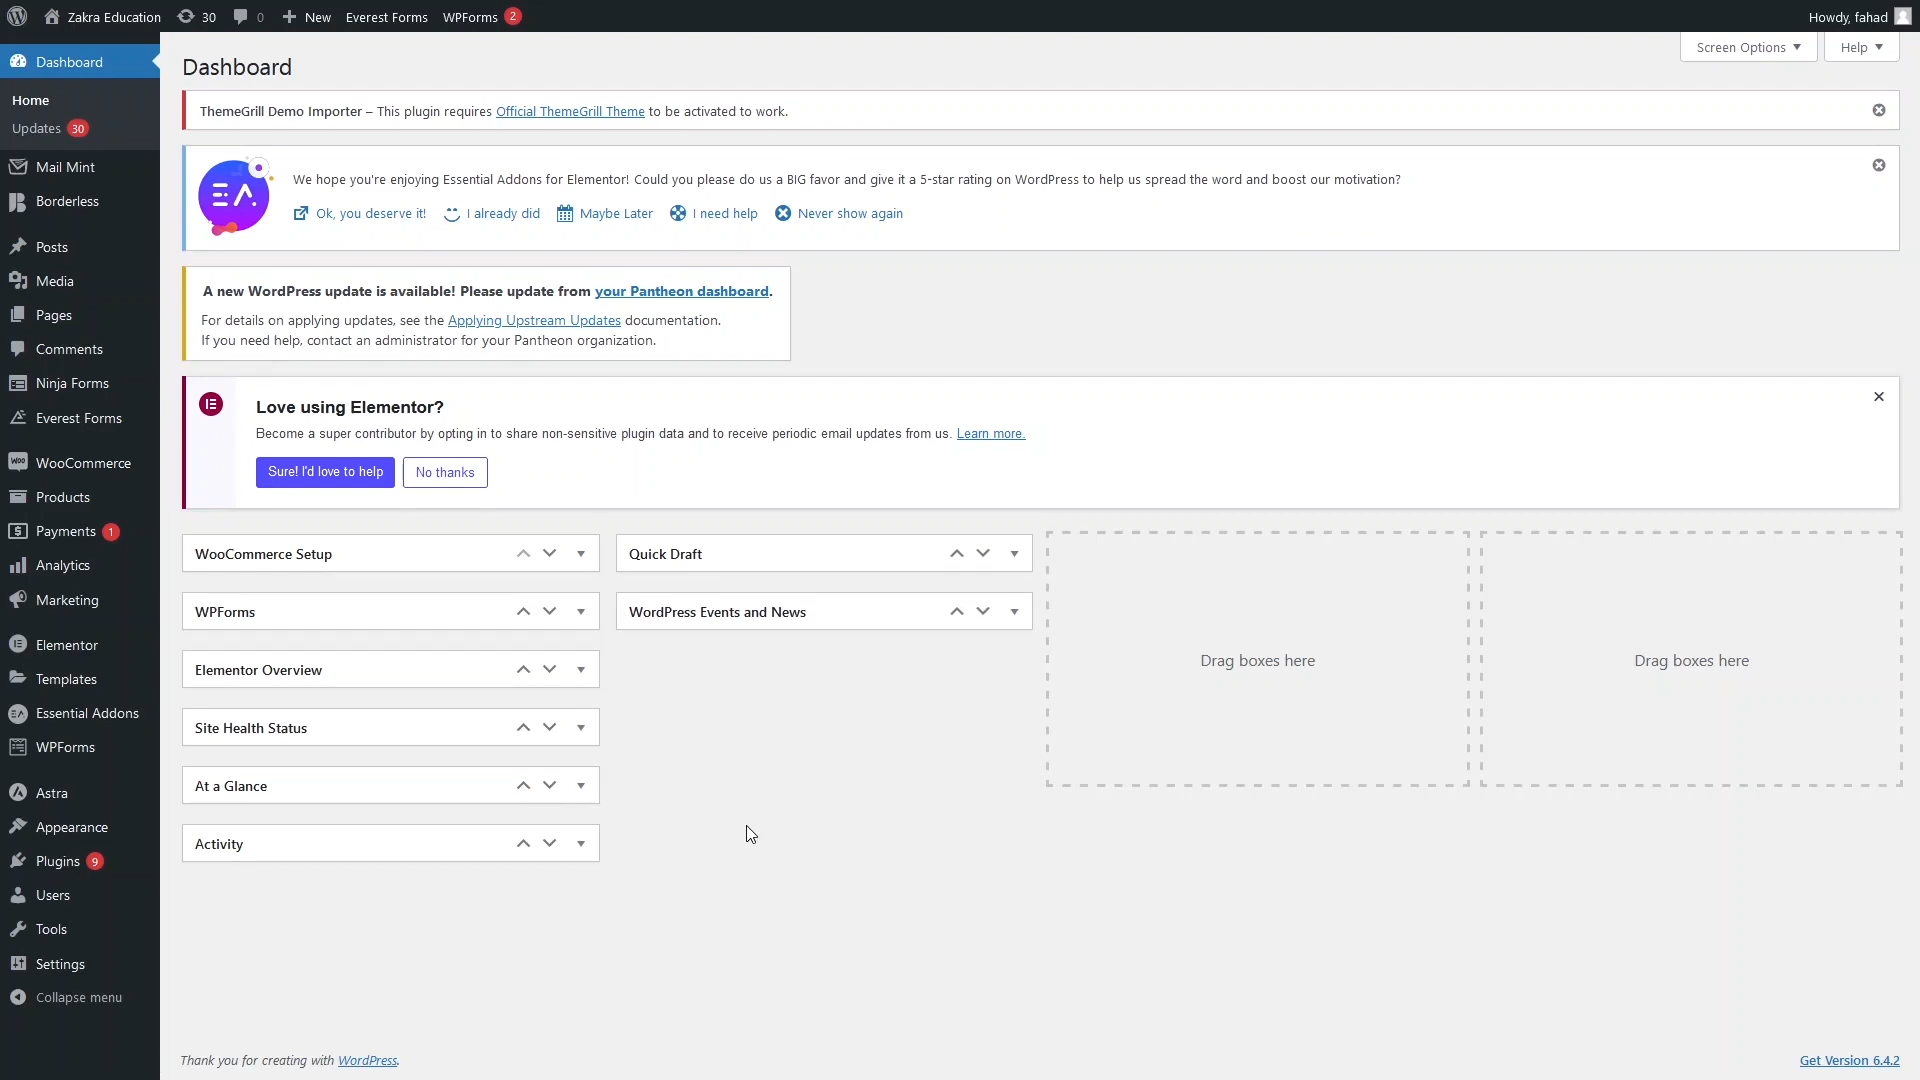 Zakra Education 30 0 New Everest Forms WPForms 2 Howdy, fahad
Screen Options Help
Dashboard
Home
Updates 30
Mail Mint
Borderless
Posts
Media
Pages
Comments
Ninja Forms
Everest Forms
WooCommerce
Products
Payments 1
Analytics
Marketing
Elementor
Templates
Essential Addons
WPForms
Astra
Appearance
Plugins 9
Users
Tools
Settings
Collapse menu
Dashboard
ThemeGrill Demo Importer – This plugin requires Official ThemeGrill Theme to be activated to work.
EA
We hope you're enjoying Essential Addons for Elementor! Could you please do us a BIG favor and give it a 5-star rating on WordPress to help us spread the word and boost our motivation?
Ok, you deserve it! I already did Maybe Later I need help Never show again
A new WordPress update is available! Please update from your Pantheon dashboard.
For details on applying updates, see the Applying Upstream Updates documentation.
If you need help, contact an administrator for your Pantheon organization.
Love using Elementor?
Become a super contributor by opting in to share non-sensitive plugin data and to receive periodic email updates from us. Learn more.
Sure! I'd love to help No thanks
WooCommerce Setup
WPForms
Elementor Overview
Site Health Status
At a Glance
Activity
Quick Draft
WordPress Events and News
Drag boxes here
Drag boxes here
Thank you for creating with WordPress.
Get Version 6.4.2